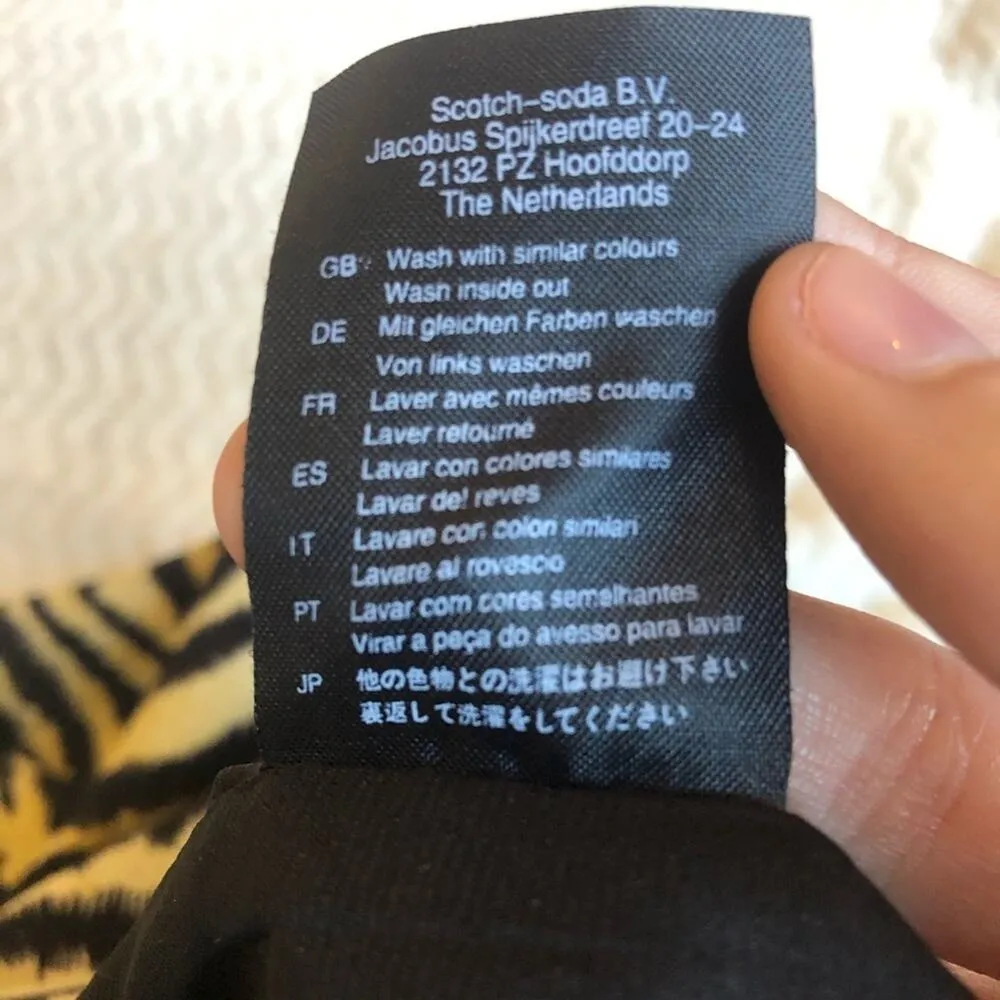 Scotch-soda B.V.
Jacobus Spijkerdreef 20-24
2132 PZ Hoofddorp
The Netherlands
GB Wash with similar colours
Wash inside out
DE Mit gleichen Farben waschen
Von links waschen
FR Laver avec mêmes couleurs
Laver retourné
ES Lavar con colores similares
Lavar del reves
IT Lavare con colori similari
Lavare al rovescio
PT Lavar com cores semelhantes
Virar a peça do avesso para lavar
JP 他の色物との洗濯はお避け下さい
裏返して洗濯をしてください